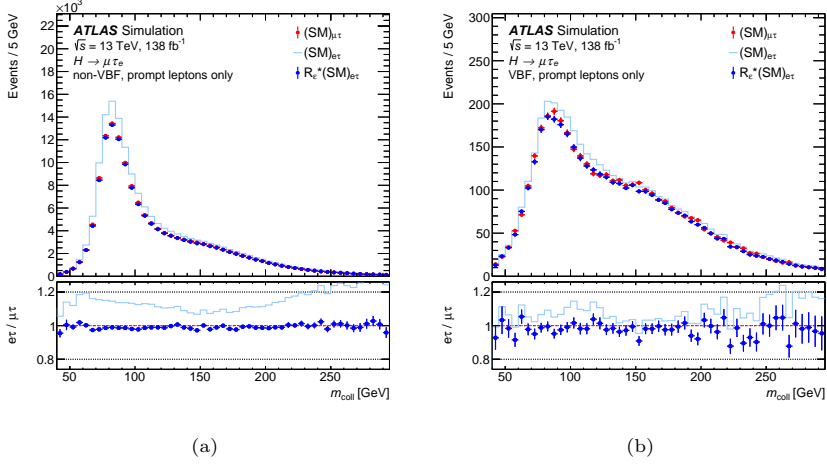 ×10³
ATLAS Simulation
√s = 13 TeV, 138 fb⁻¹
H → μτₑ
non-VBF, prompt leptons only
(SM)μτ
(SM)eτ
Rε*(SM)eτ
Events / 5 GeV
22
20
18
16
14
12
10
8
6
4
2
0
eτ / μτ
1.2
1
0.8
50 100 150 200 250
m_coll [GeV]
(a)
ATLAS Simulation
√s = 13 TeV, 138 fb⁻¹
H → μτₑ
VBF, prompt leptons only
(SM)μτ
(SM)eτ
Rε*(SM)eτ
Events / 5 GeV
300
250
200
150
100
50
0
eτ / μτ
1.2
1
0.8
50 100 150 200 250
m_coll [GeV]
(b)